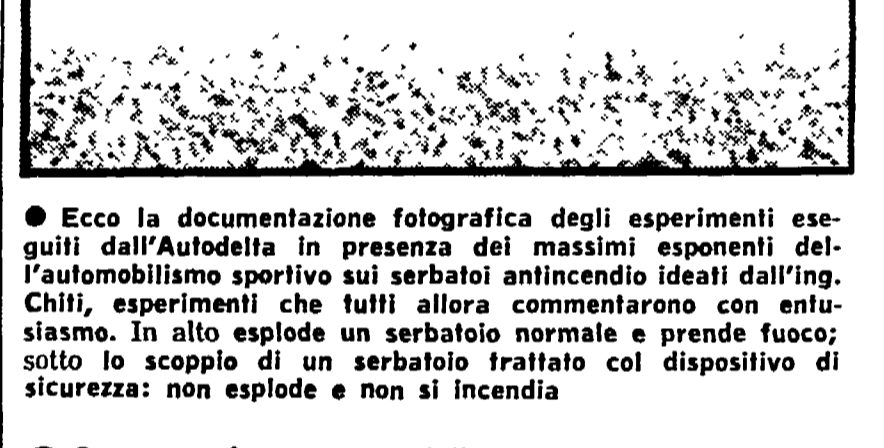 ● Ecco la documentazione fotografica degli esperimenti ese-
guiti dall'Autodelta in presenza dei massimi esponenti del-
l'automobilismo sportivo sui serbatoi antincendio ideati dall'ing.
Chiti, esperimenti che tutti allora commentarono con entu-
siasmo. In alto esplode un serbatoio normale e prende fuoco;
sotto lo scoppio di un serbatoio trattato col dispositivo di
sicurezza: non esplode e non si incendia